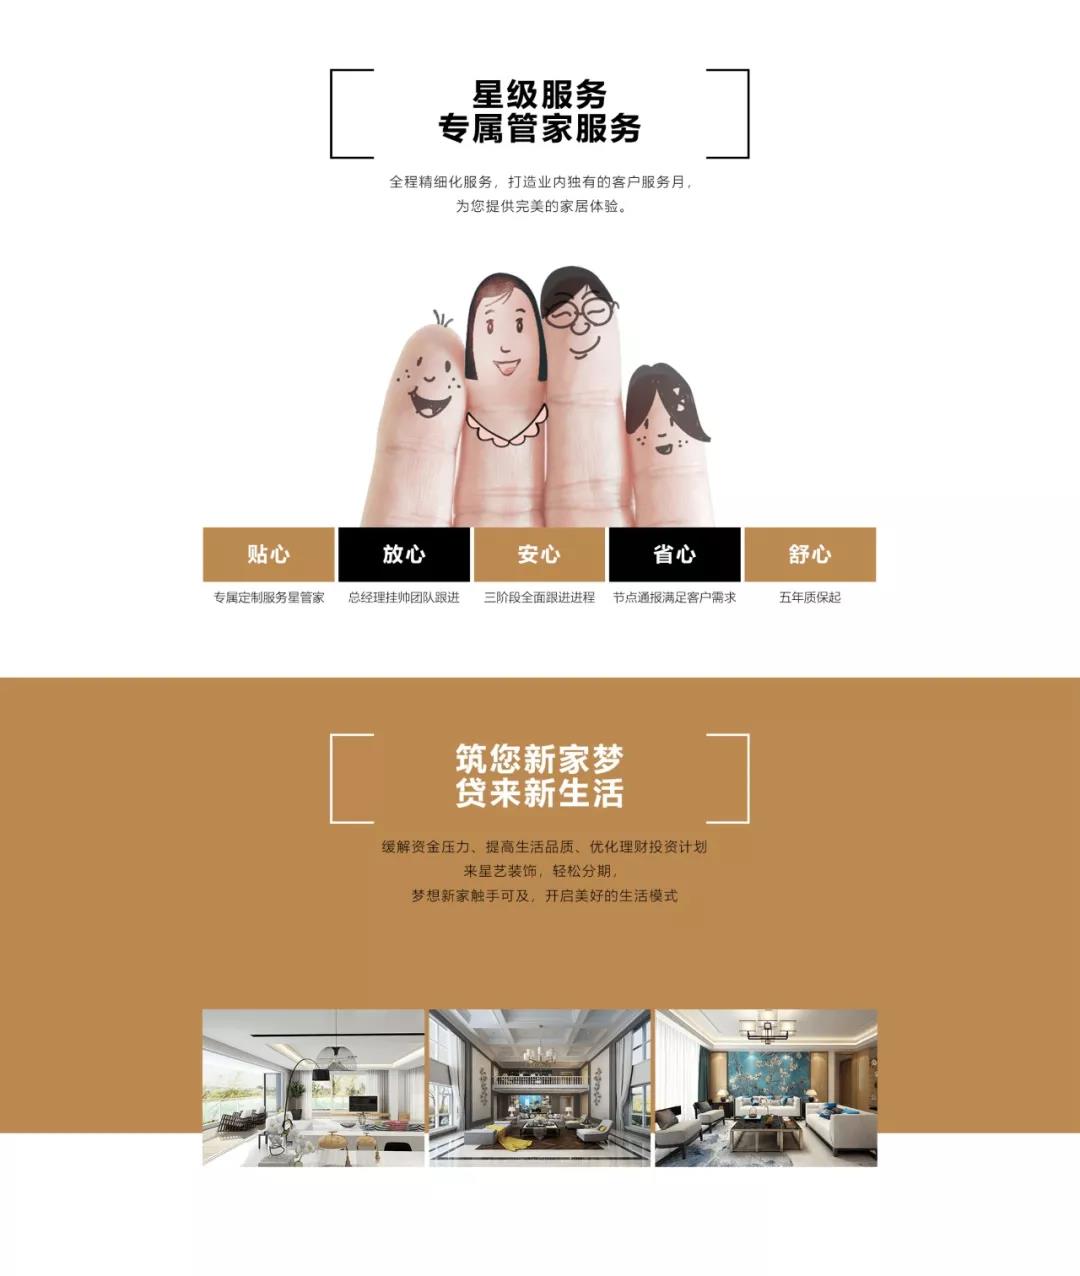 星级服务
专属管家服务
全程精细化服务，打造业内独有的客户服务月，
为您提供完美的家居体验。
贴心
放心
安心
省心
舒心
专属定制服务星管家
总经理挂帅团队跟进
三阶段全面跟进进程
节点通报满足客户需求
五年质保起
筑您新家梦
贷来新生活
缓解资金压力、提高生活品质、优化理财投资计划
来星艺装饰，轻松分期，
梦想新家触手可及，开启美好的生活模式